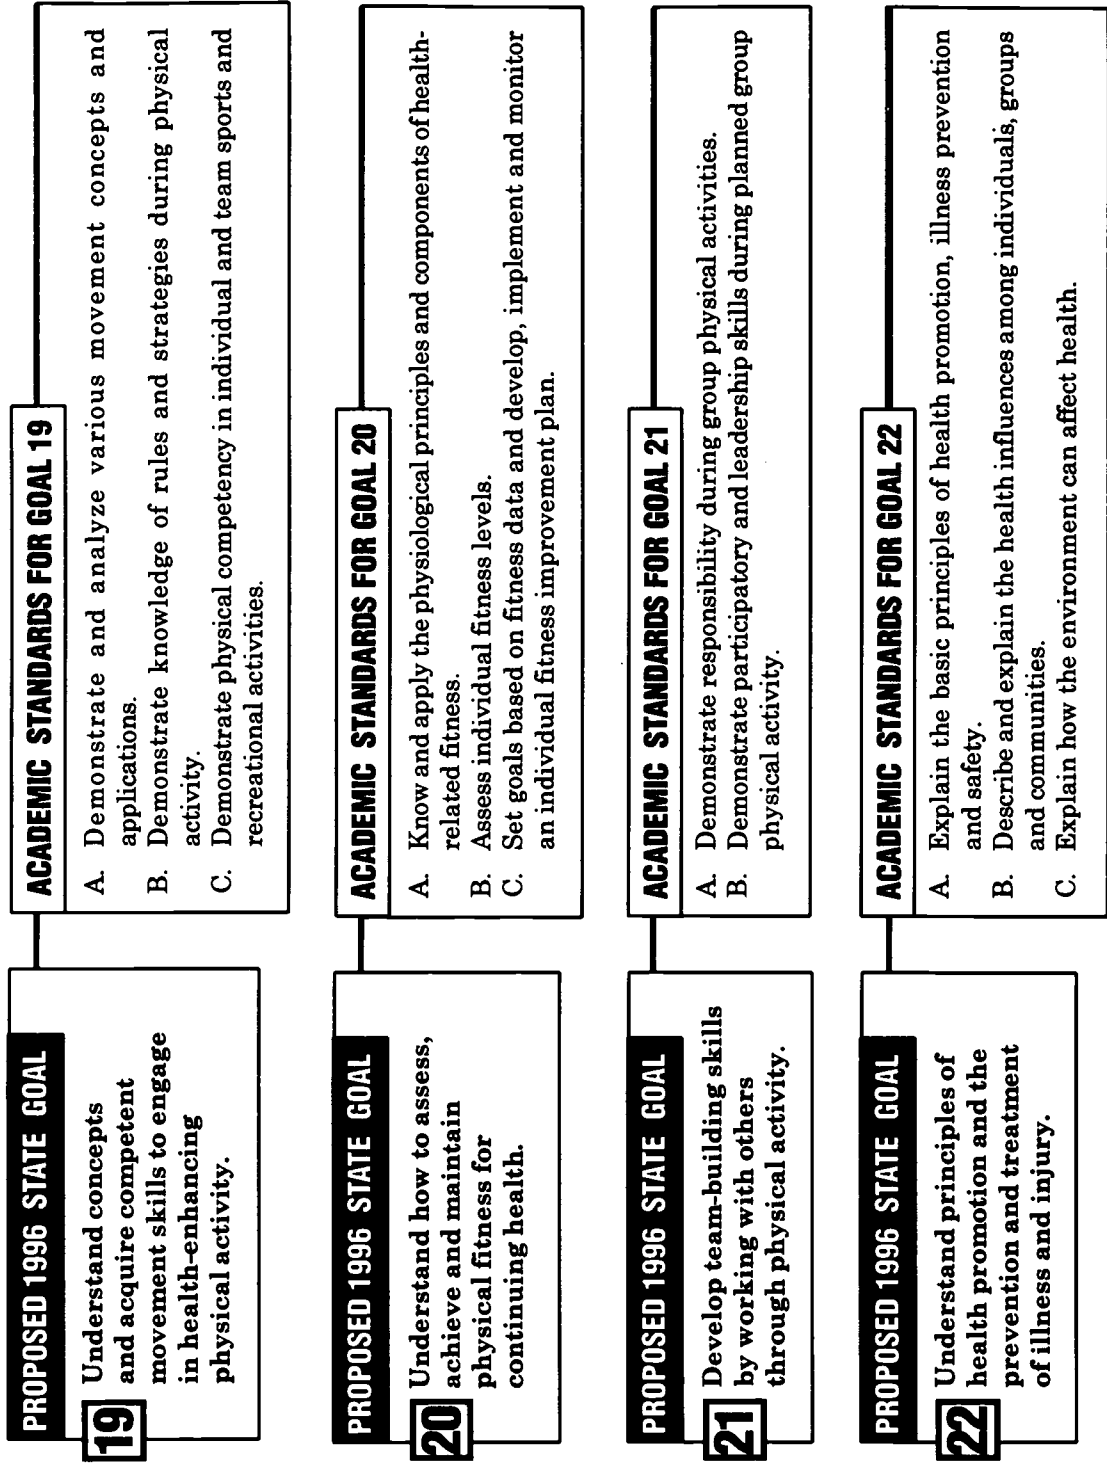 PROPOSED 1996 STATE GOAL
19
Understand concepts
and acquire competent
movement skills to engage
in health-enhancing
physical activity.
ACADEMIC STANDARDS FOR GOAL 19
A. Demonstrate and analyze various movement concepts and
applications.
B. Demonstrate knowledge of rules and strategies during physical
activity.
C. Demonstrate physical competency in individual and team sports and
recreational activities.
PROPOSED 1996 STATE GOAL
20
Understand how to assess,
achieve and maintain
physical fitness for
continuing health.
ACADEMIC STANDARDS FOR GOAL 20
A. Know and apply the physiological principles and components of health-
related fitness.
B. Assess individual fitness levels.
C. Set goals based on fitness data and develop, implement and monitor
an individual fitness improvement plan.
PROPOSED 1996 STATE GOAL
21
Develop team-building skills
by working with others
through physical activity.
ACADEMIC STANDARDS FOR GOAL 21
A. Demonstrate responsibility during group physical activities.
B. Demonstrate participatory and leadership skills during planned group
physical activity.
PROPOSED 1996 STATE GOAL
22
Understand principles of
health promotion and the
prevention and treatment
of illness and injury.
ACADEMIC STANDARDS FOR GOAL 22
A. Explain the basic principles of health promotion, illness prevention
and safety.
B. Describe and explain the health influences among individuals, groups
and communities.
C. Explain how the environment can affect health.